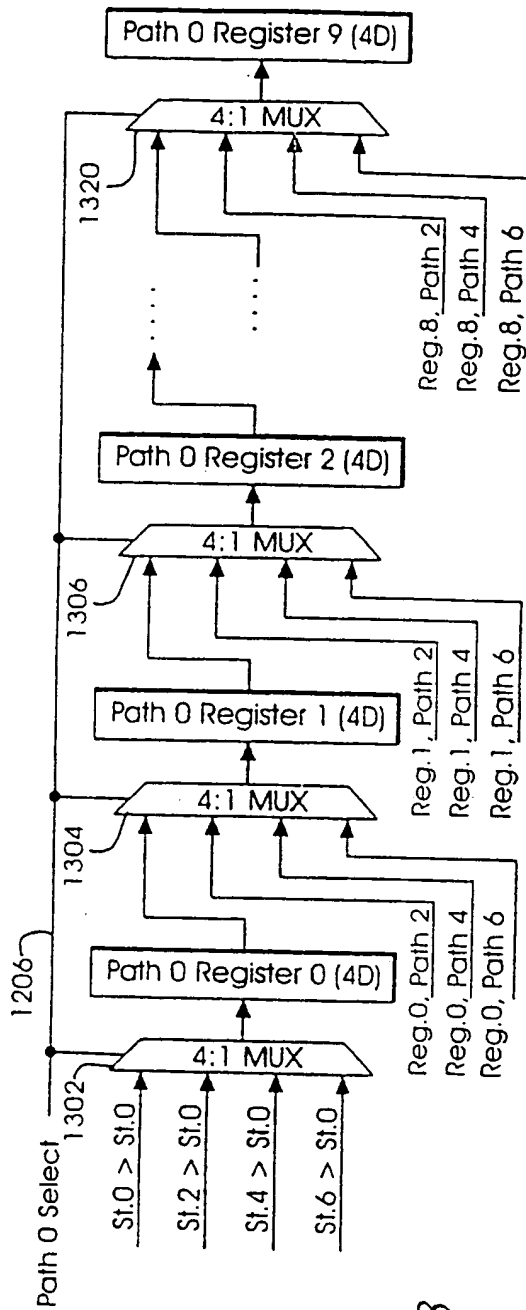 Path 0 Select
1206
1302
4:1 MUX
St.0 > St.0
St.2 > St.0
St.4 > St.0
St.6 > St.0
Path 0 Register 0 (4D)
Reg.0, Path 2
Reg.0, Path 4
Reg.0, Path 6
1304
4:1 MUX
Path 0 Register 1 (4D)
Reg.1, Path 2
Reg.1, Path 4
Reg.1, Path 6
1306
4:1 MUX
Path 0 Register 2 (4D)
. . . .
. . . .
Reg.8, Path 2
Reg.8, Path 4
Reg.8, Path 6
1320
4:1 MUX
Path 0 Register 9 (4D)